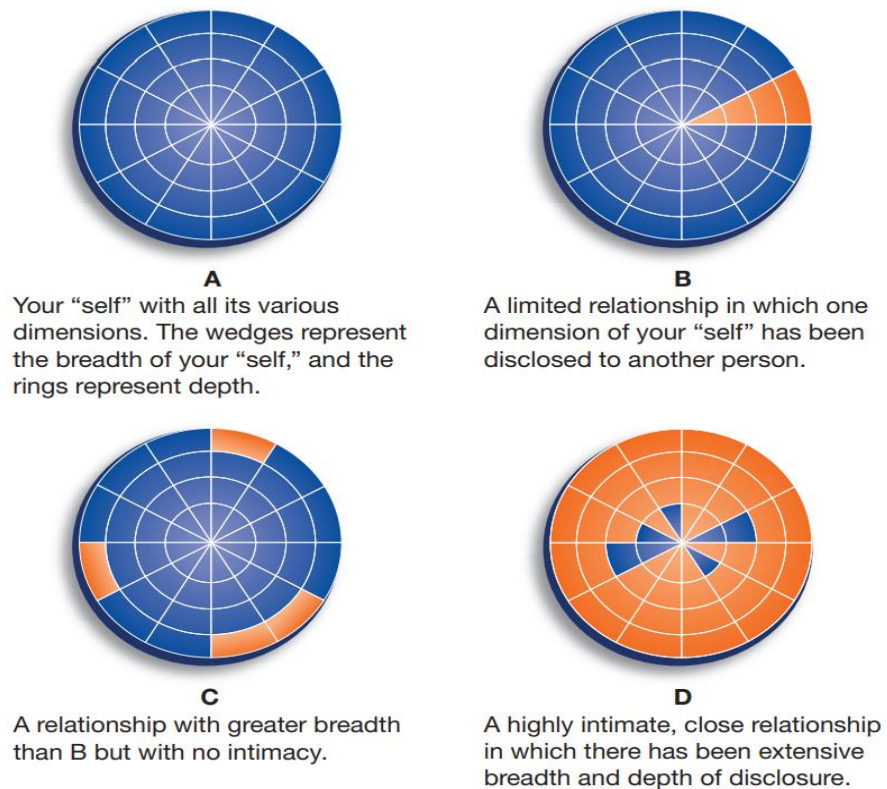 A
Your “self” with all its various
dimensions. The wedges represent
the breadth of your “self,” and the
rings represent depth.
B
A limited relationship in which one
dimension of your “self” has been
disclosed to another person.
C
A relationship with greater breadth
than B but with no intimacy.
D
A highly intimate, close relationship
in which there has been extensive
breadth and depth of disclosure.